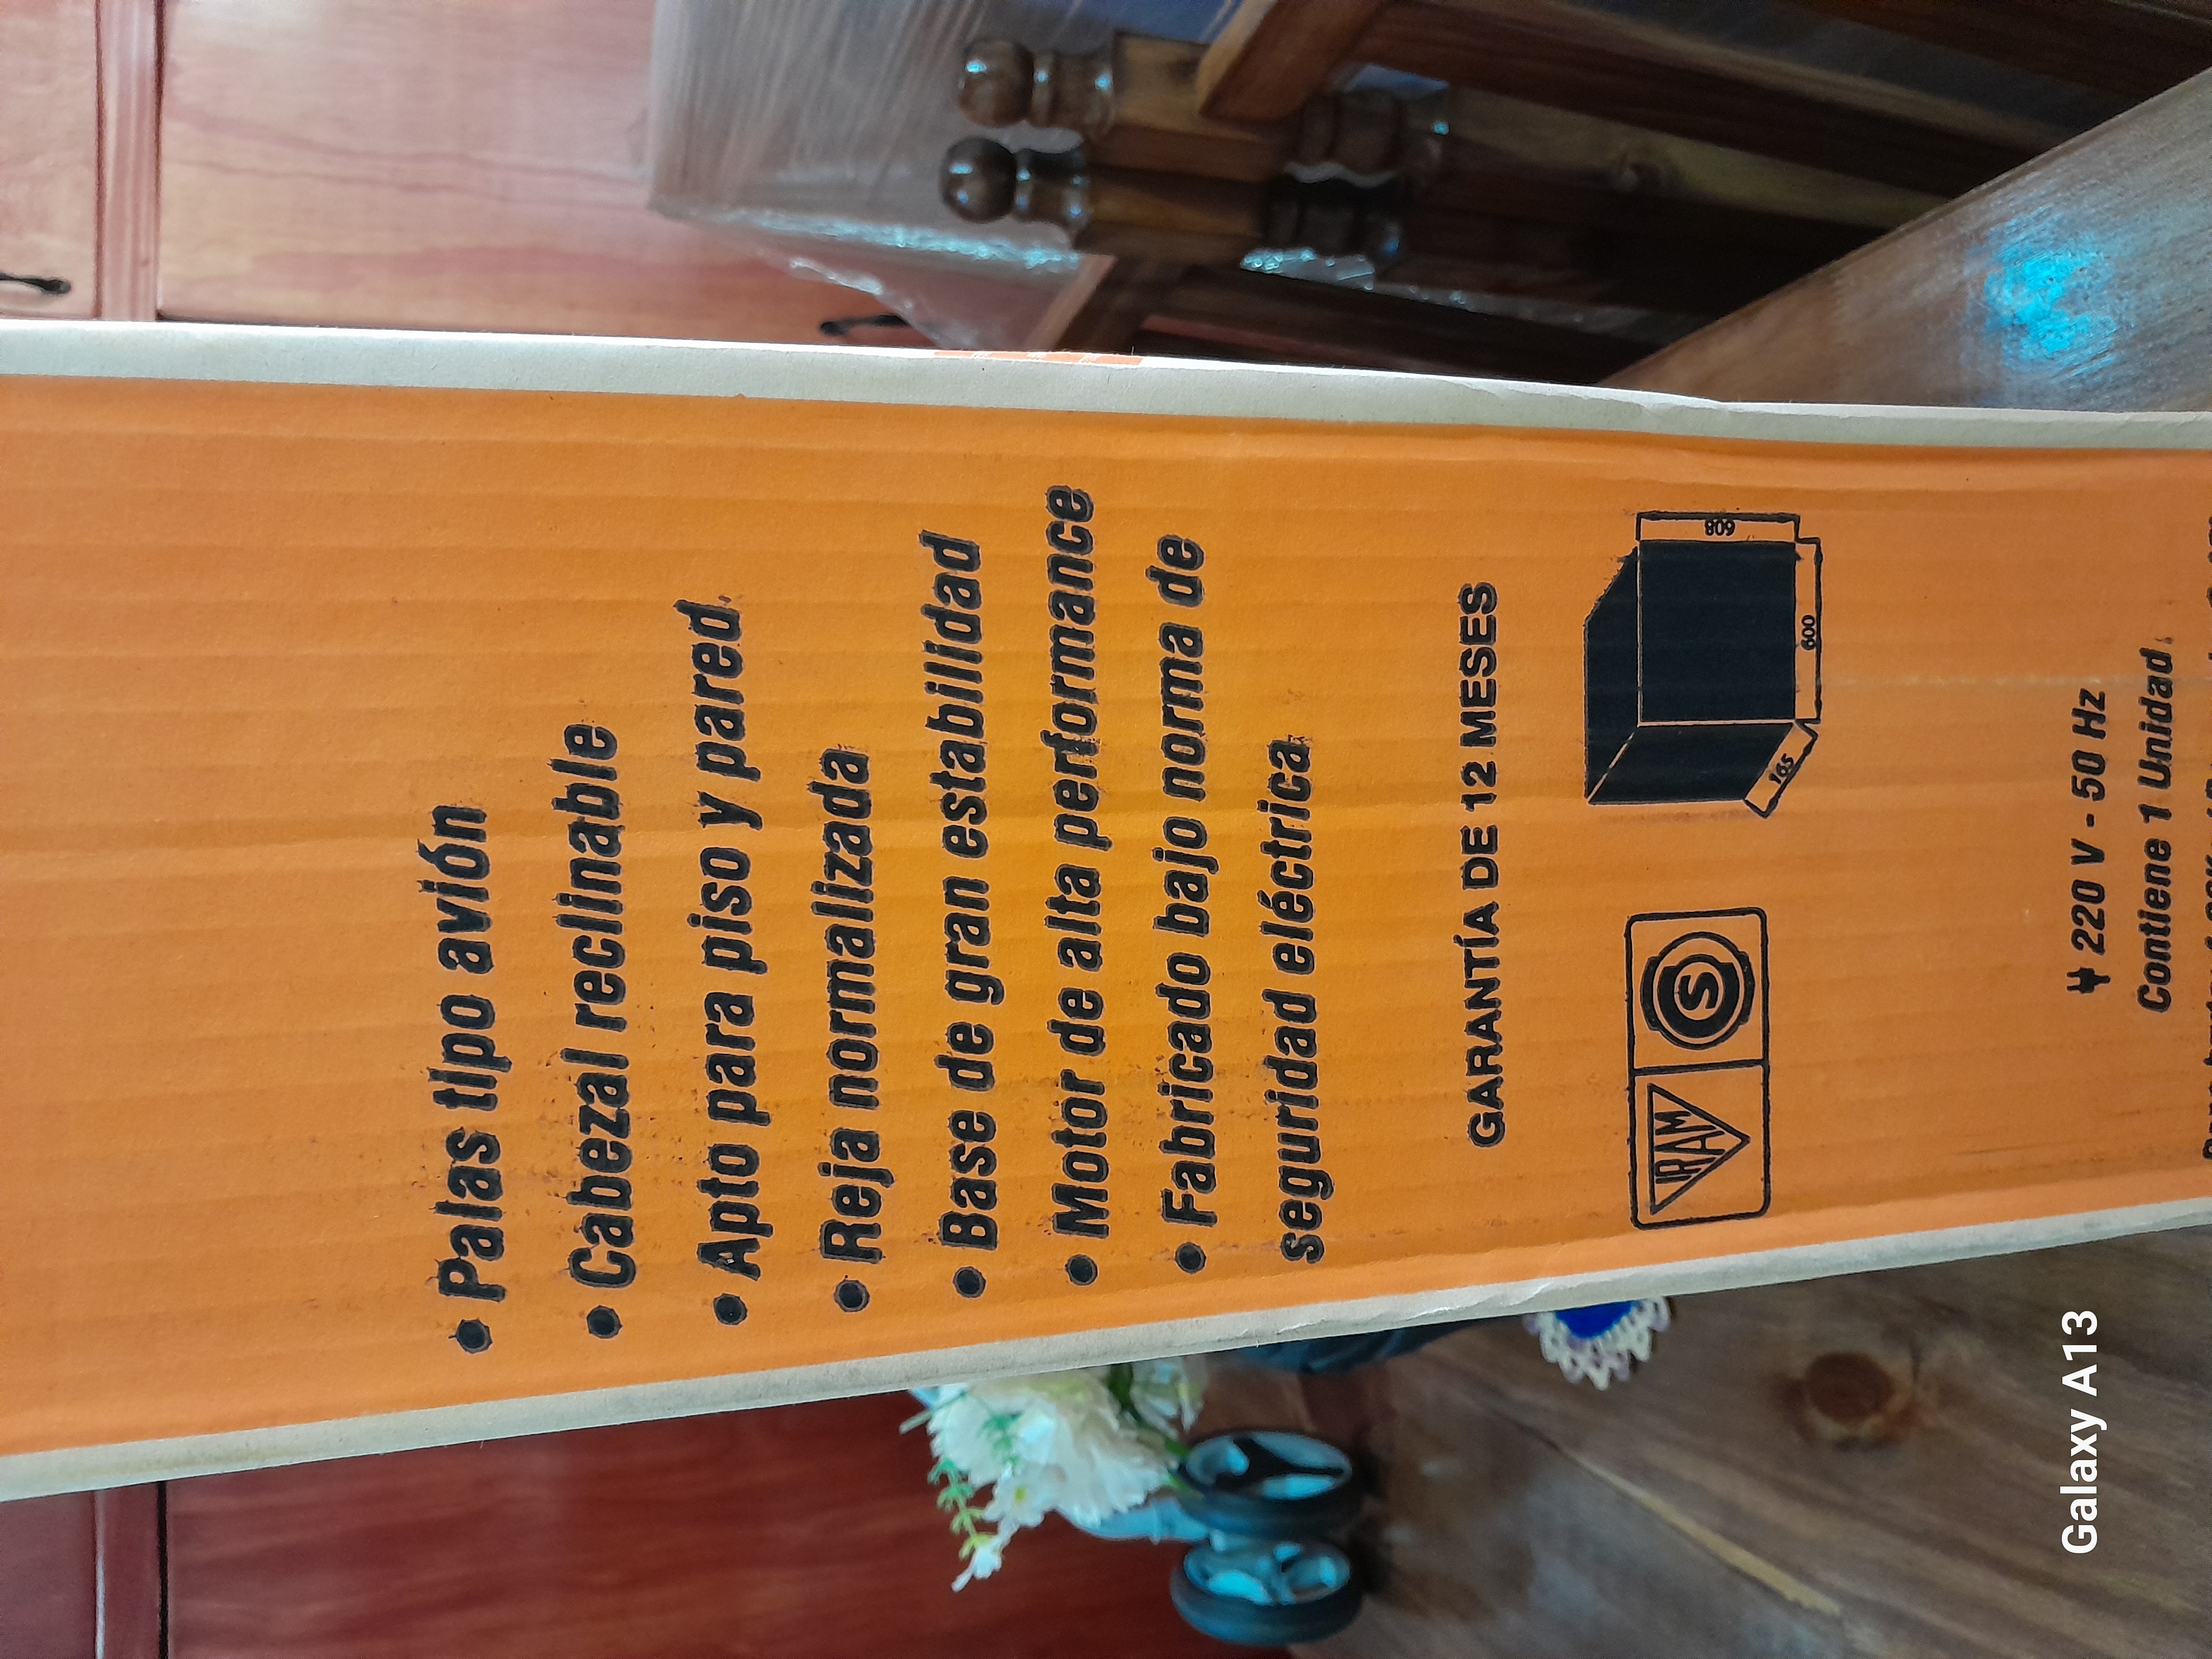 • Palas tipo avión
• Cabezal reclinable
• Apto para piso y pared.
• Reja normalizada
• Base de gran estabilidad
• Motor de alta performance
• Fabricado bajo norma de
seguridad eléctrica.
GARANTÍA DE 12 MESES
IRAM S
608
600
165
220 V - 50 Hz
Contiene 1 Unidad.
Galaxy A13